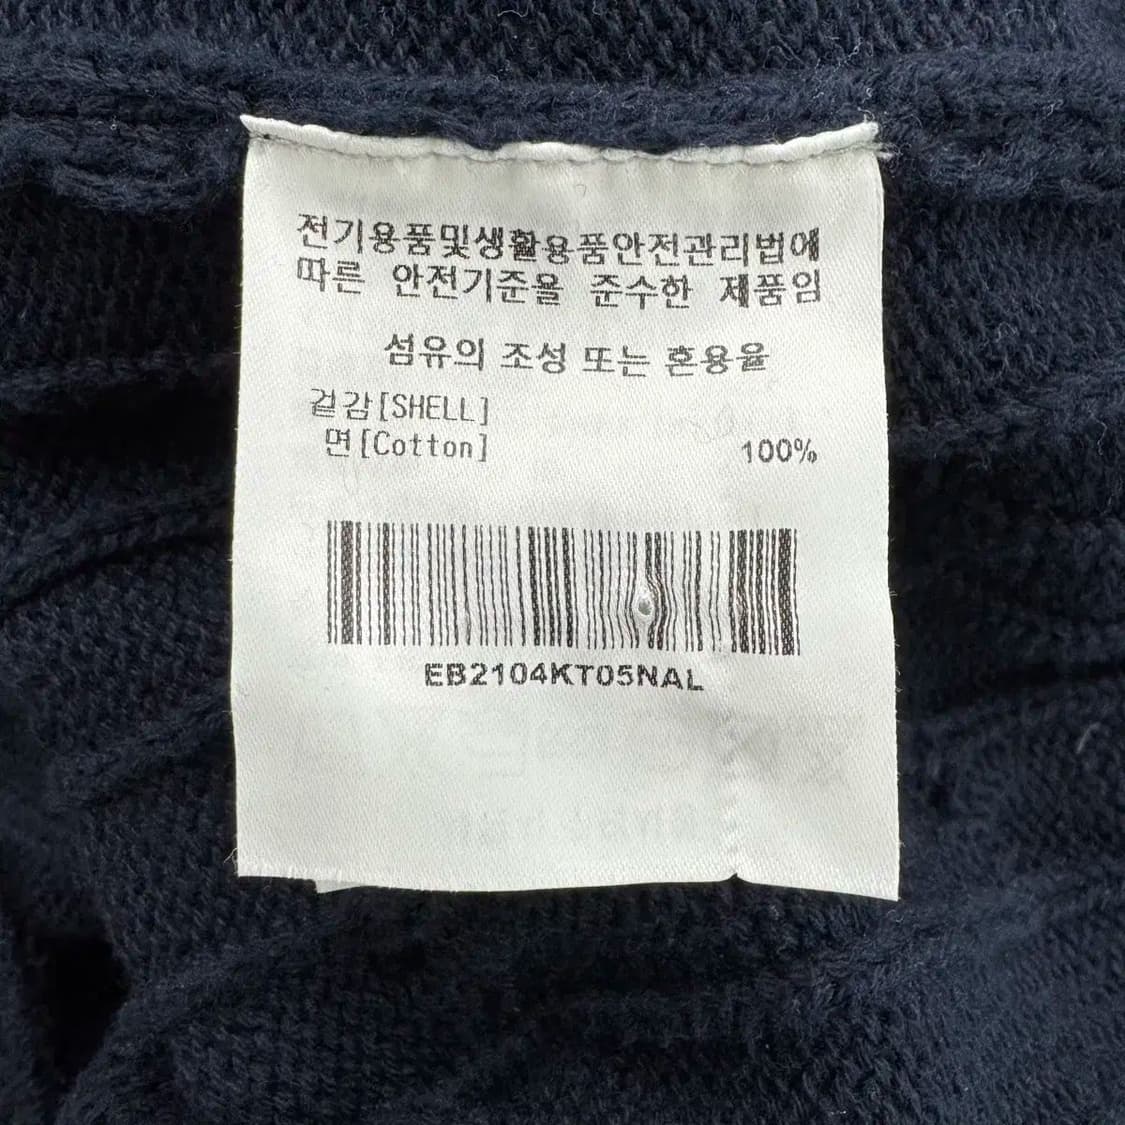 전기용품및생활용품안전관리법에
따른 안전기준을 준수한 제품임
섬유의 조성 또는 혼용율
겉감[SHELL]
면[Cotton] 100%
EB2104KT05NAL